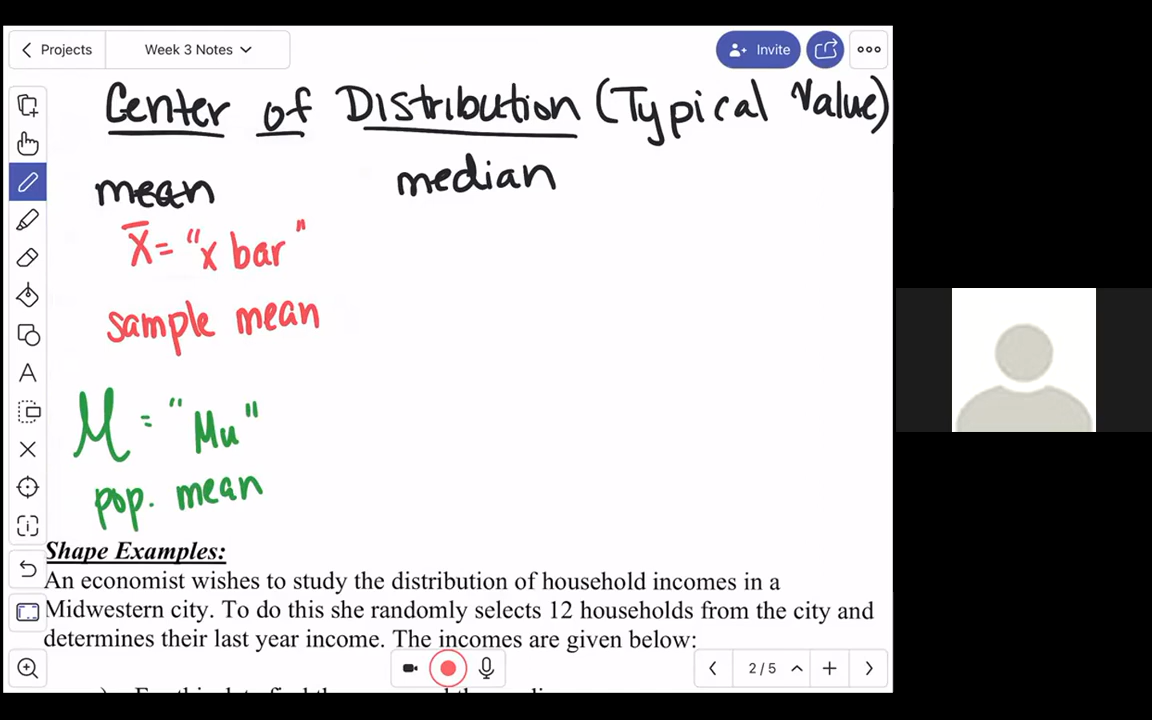 Projects
Week 3 Notes
Invite
Center of Distribution (Typical Value)
mean
median
x̄ = "x bar"
sample mean
μ = "Mu"
pop. mean
Shape Examples:
An economist wishes to study the distribution of household incomes in a
Midwestern city. To do this she randomly selects 12 households from the city and
determines their last year income. The incomes are given below:
2/5